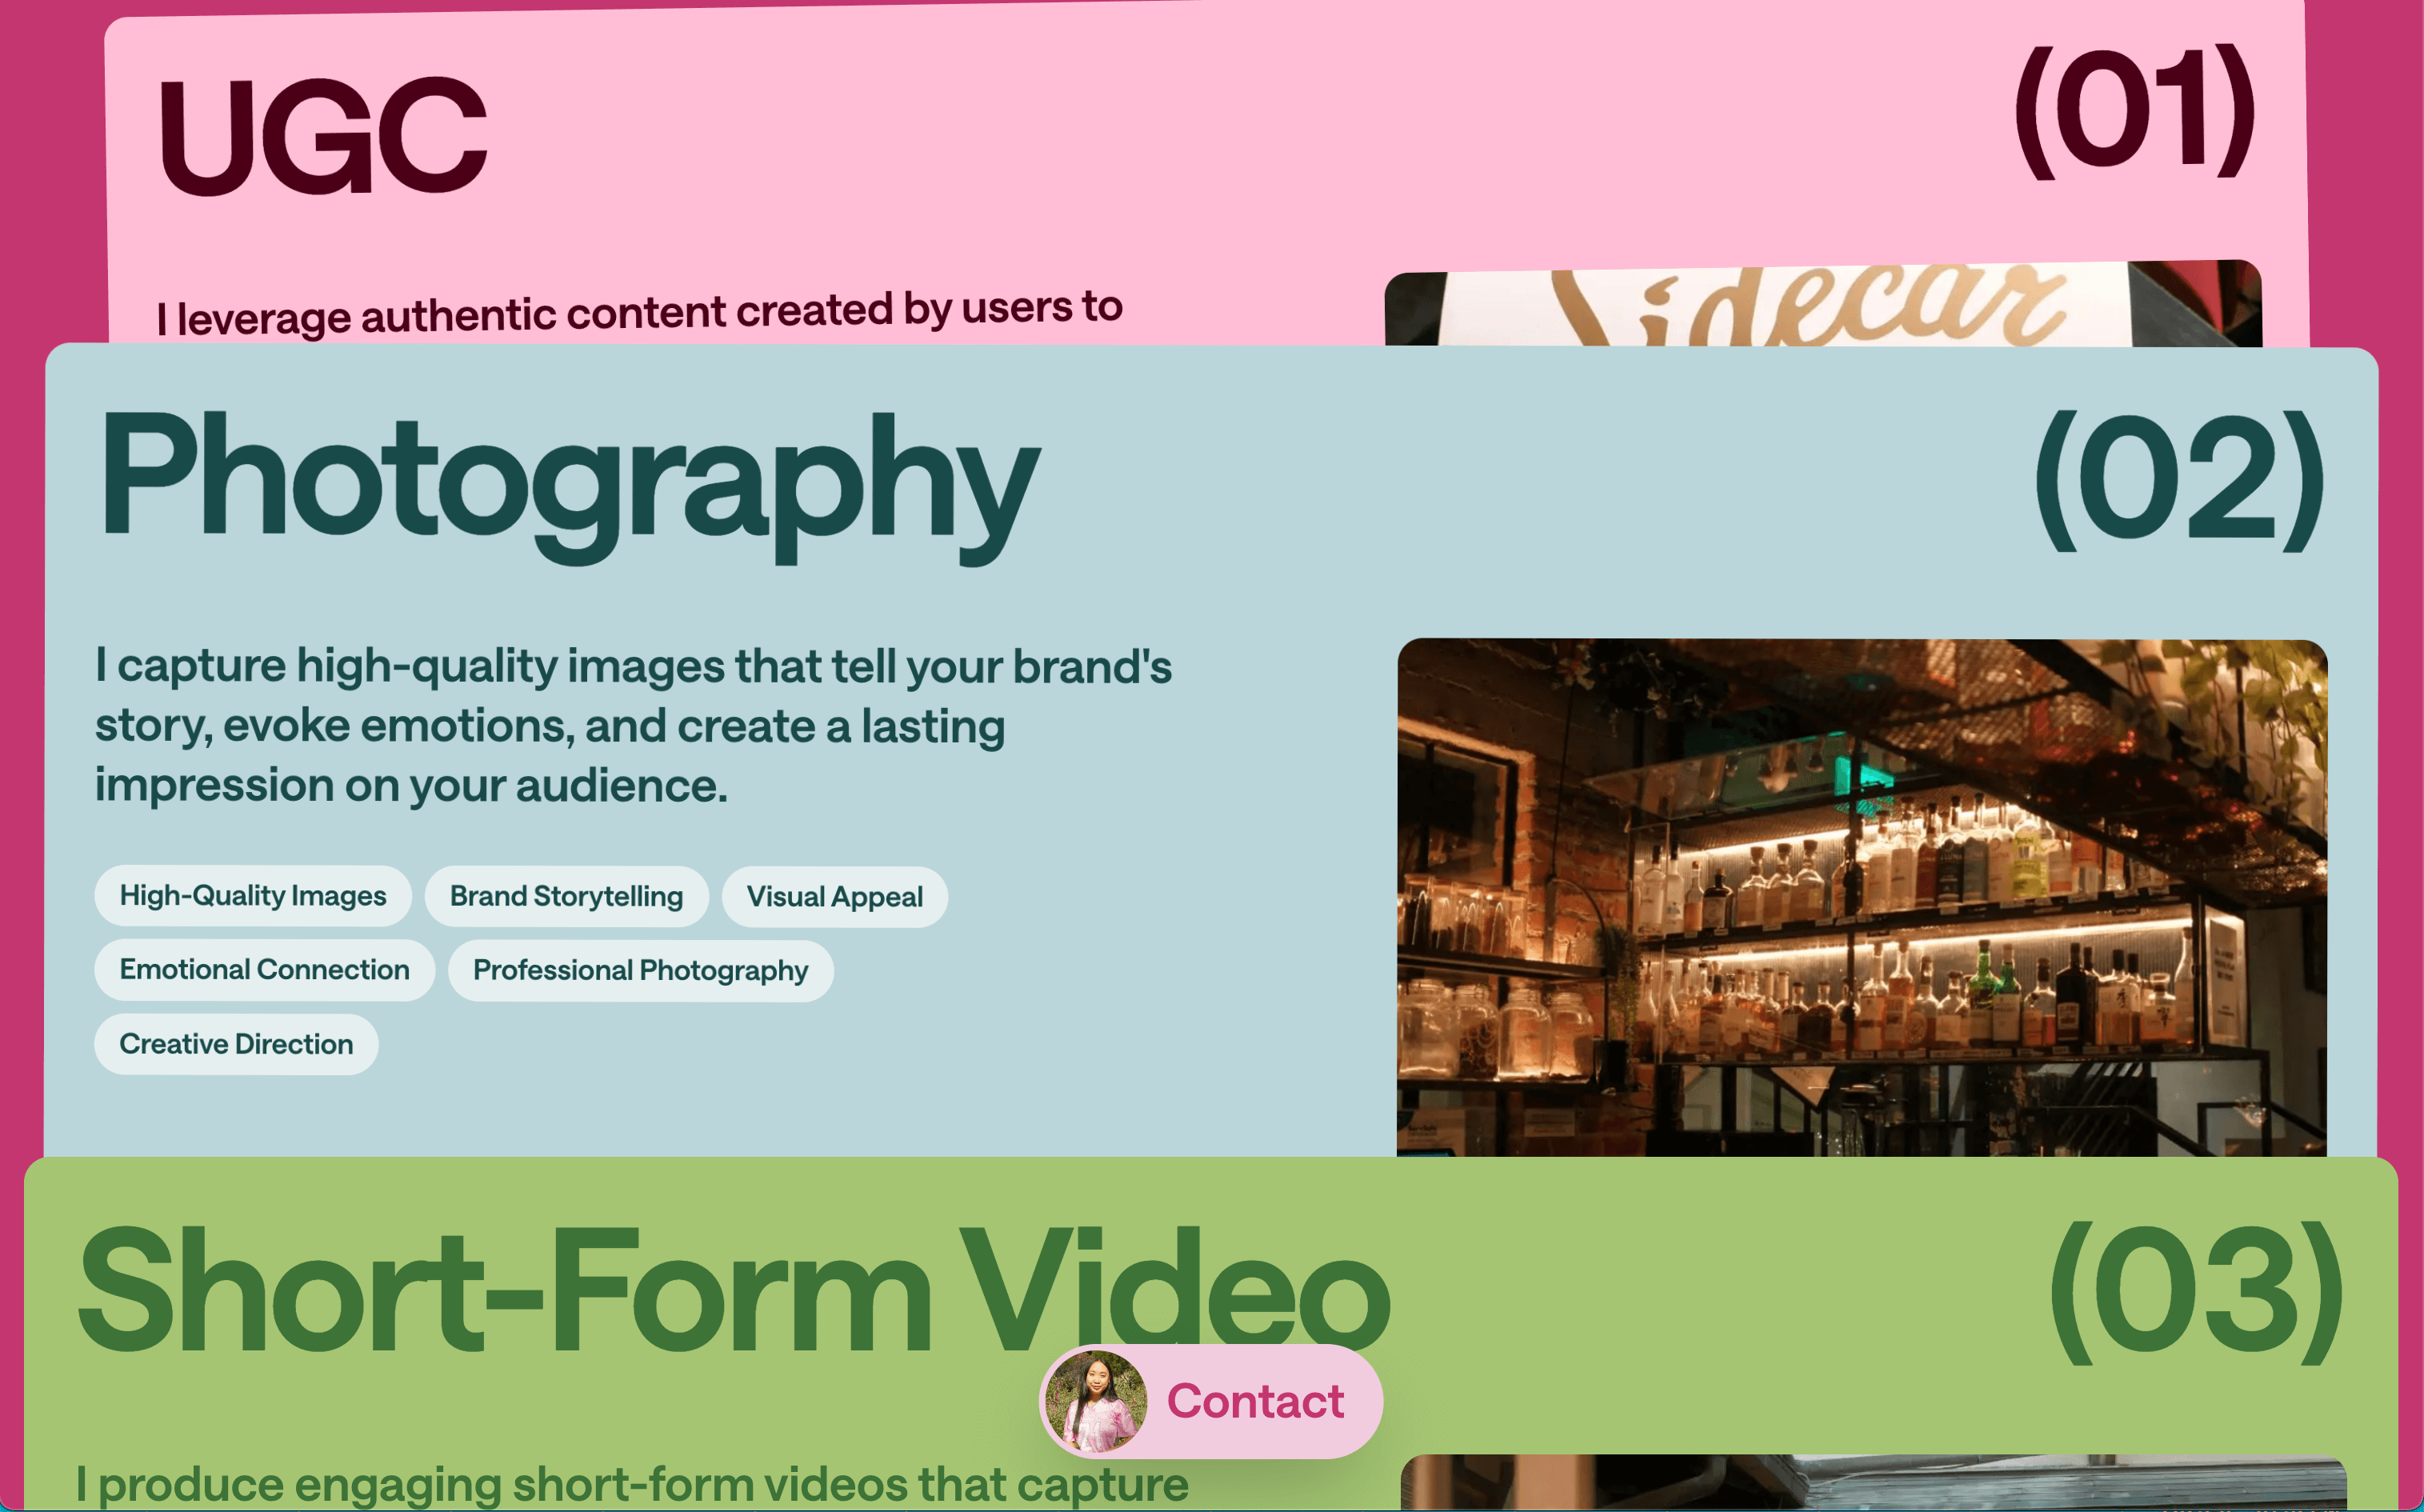 UGC
(01)
I leverage authentic content created by users to
Sidecar
Photography
(02)
I capture high-quality images that tell your brand's
story, evoke emotions, and create a lasting
impression on your audience.
High-Quality Images
Brand Storytelling
Visual Appeal
Emotional Connection
Professional Photography
Creative Direction
Short-Form Video
(03)
Contact
I produce engaging short-form videos that capture